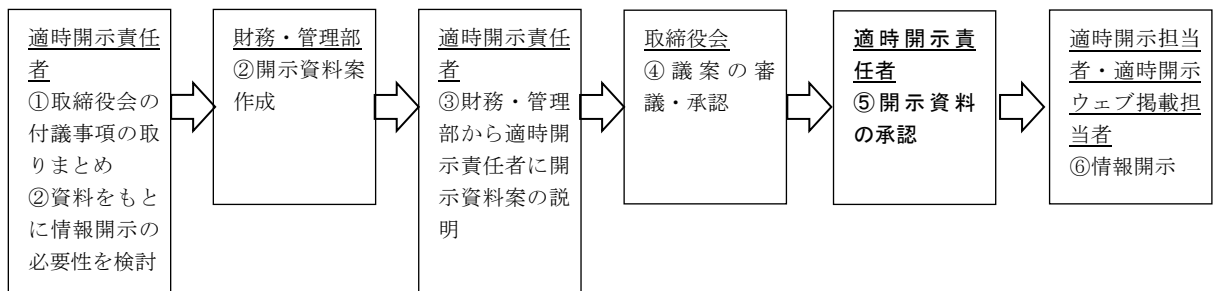 適時開示責任
者
①取締役会の
付議事項の取
りまとめ
②資料をもと
に情報開示の
必要性を検討
財務・管理部
②開示資料案
作成
適時開示責任
者
③財務・管理
部から適時開
示責任者に開
示資料案の説
明
取締役会
④議案の審
議・承認
適時開示責
任者
⑤開示資料
の承認
適時開示担当
者・適時開示
ウェブ掲載担
当者
⑥情報開示